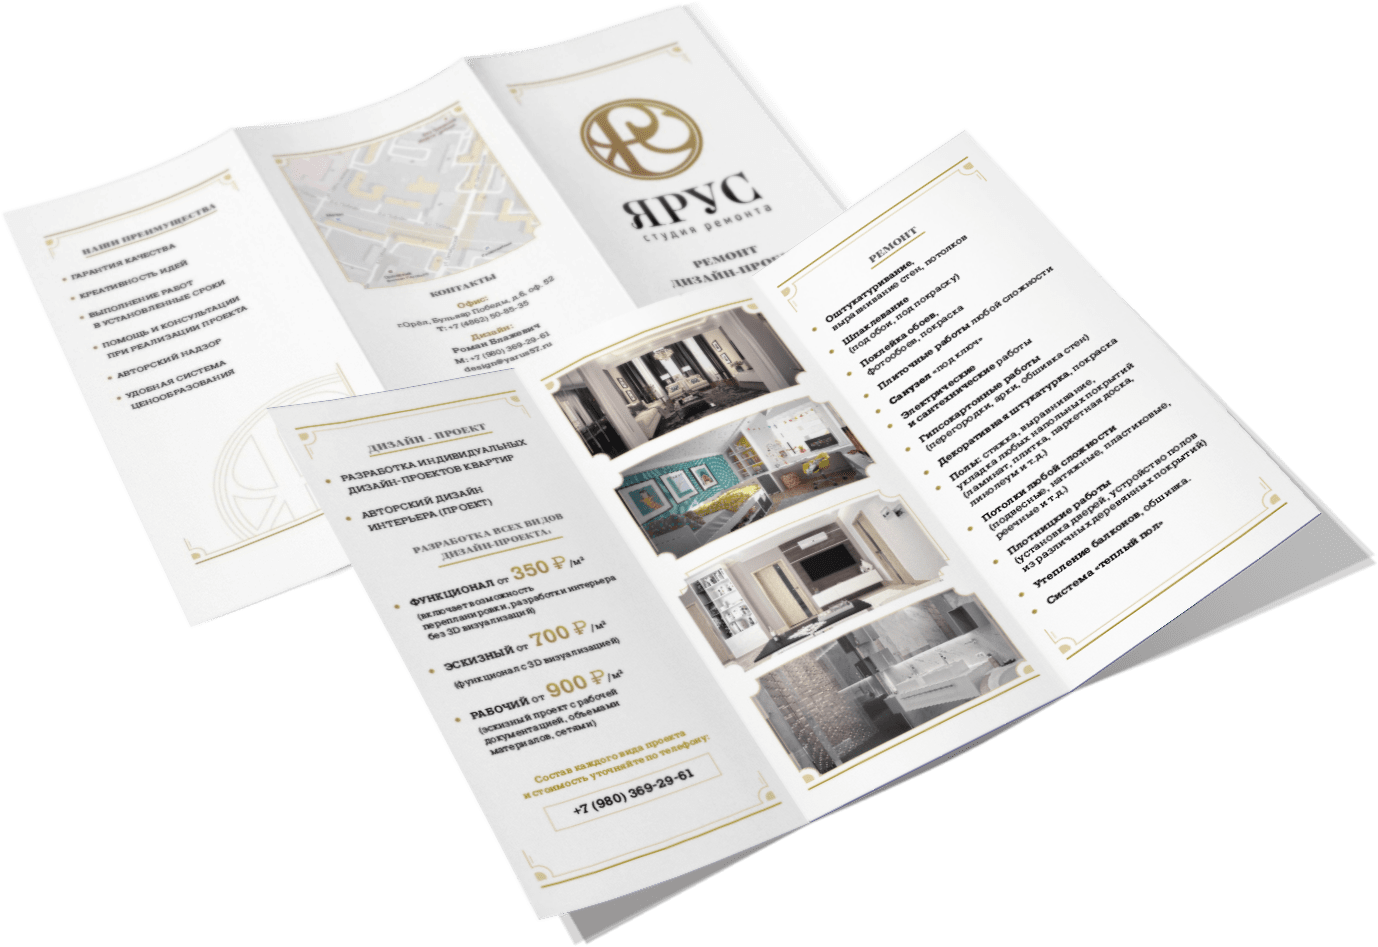 НАШИ ПРЕИМУЩЕСТВА
ГАРАНТИЯ КАЧЕСТВА
КРЕАТИВНОСТЬ ИДЕЙ
ВЫПОЛНЕНИЕ РАБОТ
В УСТАНОВЛЕННЫЕ СРОКИ
ПОМОЩЬ И КОНСУЛЬТАЦИИ
ПРИ РЕАЛИЗАЦИИ ПРОЕКТА
АВТОРСКИЙ НАДЗОР
УДОБНАЯ СИСТЕМА
ЦЕНООБРАЗОВАНИЯ
КОНТАКТЫ
Офис:
г.Орёл, Бульвар Победы, д.6, оф. 52
Т: +7 (4862) 50-85-35
Дизайн:
Роман Влажевич
М: +7 (980) 369-29-61
design@yarus57.ru
ЯРУС
студия ремонта
РЕМОНТ
ДИЗАЙН-ПРОЕ
ДИЗАЙН - ПРОЕКТ
РАЗРАБОТКА ИНДИВИДУАЛЬНЫХ
ДИЗАЙН-ПРОЕКТОВ КВАРТИР
АВТОРСКИЙ ДИЗАЙН
ИНТЕРЬЕРА (ПРОЕКТ)
РАЗРАБОТКА ВСЕХ ВИДОВ
ДИЗАЙН-ПРОЕКТА:
ФУНКЦИОНАЛ от 350 ₽ /м²
(включает возможность
перепланировки, разработки интерьера
без 3D визуализаций)
ЭСКИЗНЫЙ от 700 ₽ /м²
(функционал с 3D визуализацией)
РАБОЧИЙ от 900 ₽ /м²
(эскизный проект с рабочей
документацией, объемами
материалов, сетями)
Состав каждого вида проекта
и стоимость уточняйте по телефону:
+7 (980) 369-29-61
РЕМОНТ
Оштукатуривание,
выравнивание стен, потолков
Шпаклевание
(под обои, под покраску)
Поклейка обоев,
фотообоев, покраска
Плиточные работы любой сложности
Санузел «под ключ»
Электрические
и сантехнические работы
Гипсокартонные работы
(перегородки, арки, обшивка стен)
Декоративная штукатурка, покраска
Полы: стяжка, выравнивание,
укладка любых напольных покрытий
(ламинат, плитка, паркетная доска,
линолеум и т.д.)
Потолки любой сложности
(подвесные, натяжные, пластиковые,
реечные и т.д.)
Плотницкие работы
(установка дверей, устройство полов
из различных деревянных покрытий)
Утепление балконов, обшивка.
Система «теплый пол»